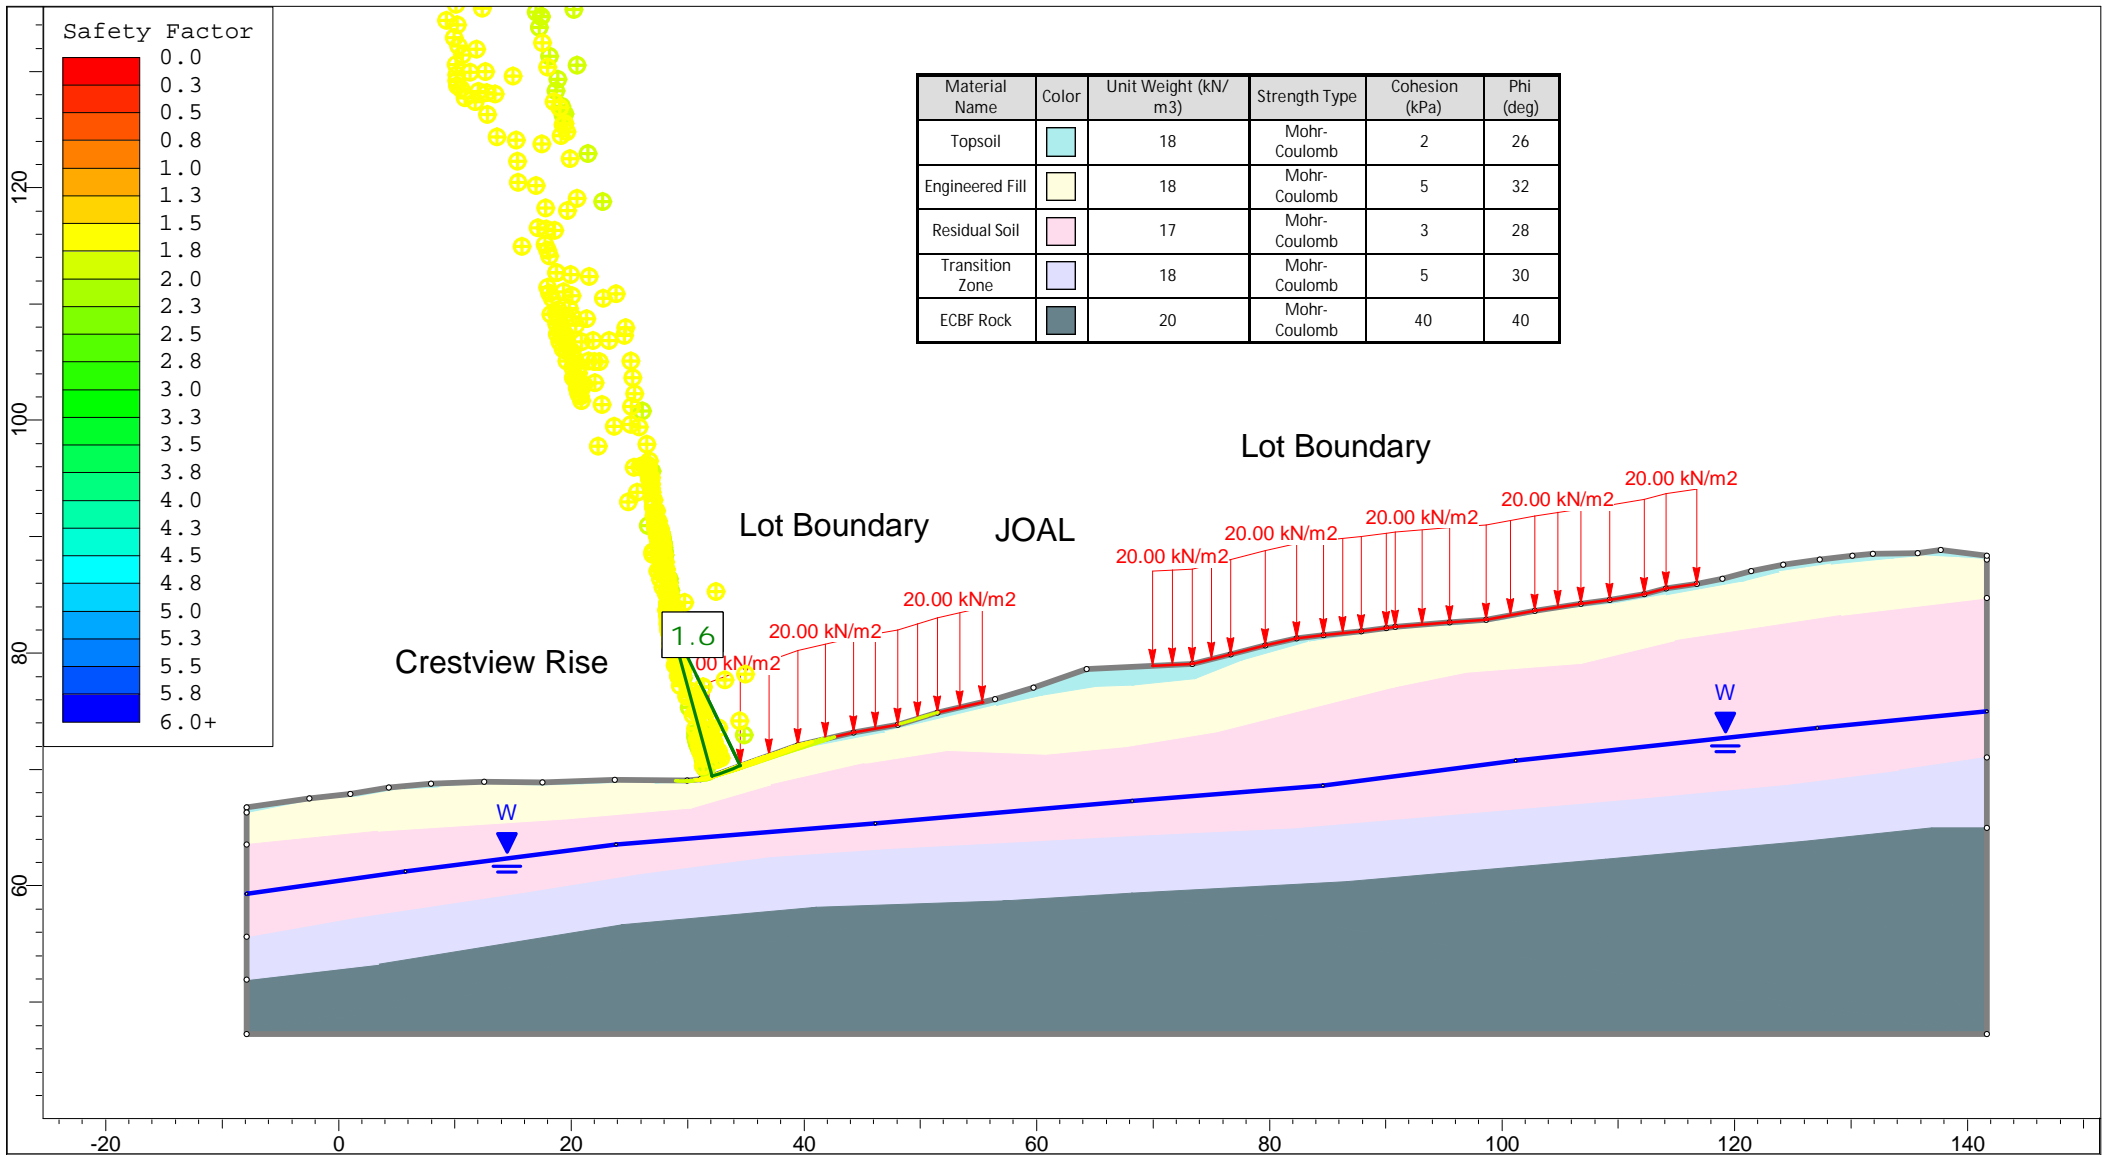 Safety Factor
0.0
0.3
0.5
0.8
1.0
1.3
1.5
1.8
2.0
2.3
2.5
2.8
3.0
3.3
3.5
3.8
4.0
4.3
4.5
4.8
5.0
5.3
5.5
5.8
6.0+
Material Name Color Unit Weight (kN/m3) Strength Type Cohesion (kPa) Phi (deg)
Topsoil 18 Mohr-Coulomb 2 26
Engineered Fill 18 Mohr-Coulomb 5 32
Residual Soil 17 Mohr-Coulomb 3 28
Transition Zone 18 Mohr-Coulomb 5 30
ECBF Rock 20 Mohr-Coulomb 40 40
Lot Boundary
20.00 kN/m2
20.00 kN/m2
20.00 kN/m2
20.00 kN/m2
20.00 kN/m2
Lot Boundary
JOAL
20.00 kN/m2
20.00 kN/m2
00 kN/m2
1.6
Crestview Rise
W
W
120
100
80
60
-20 0 20 40 60 80 100 120 140